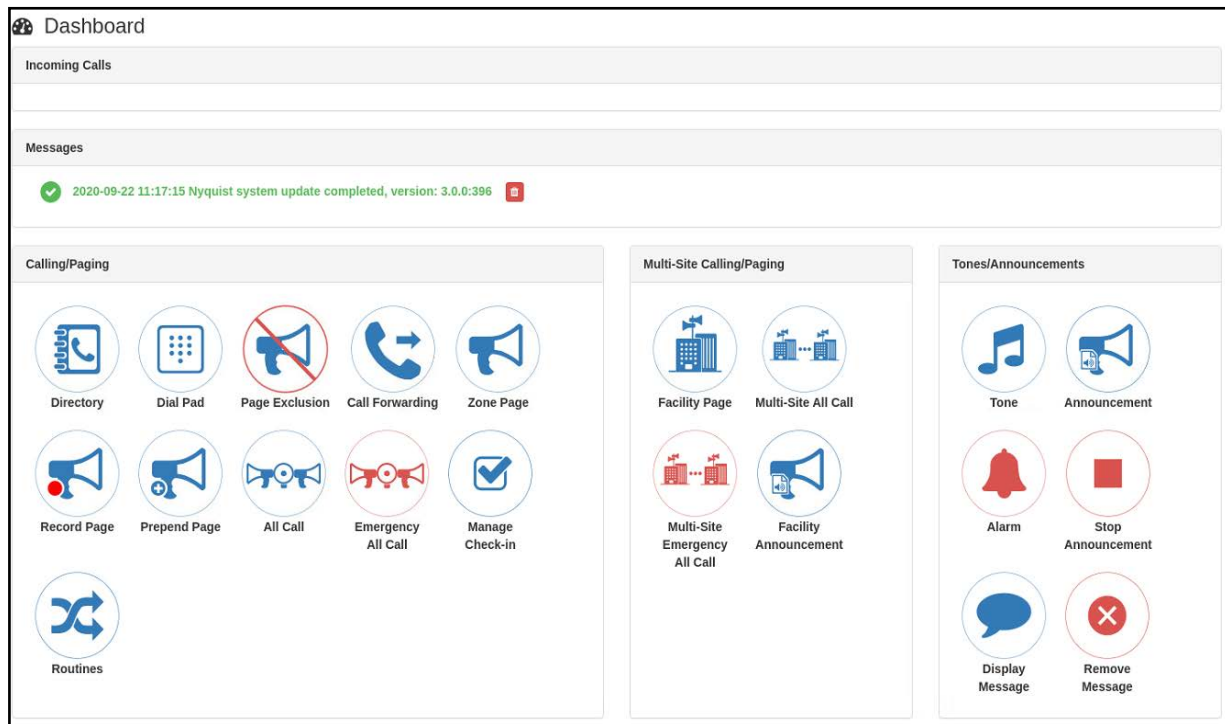 Dashboard
Incoming Calls
Messages
2020-09-22 11:17:15 Nyquist system update completed, version: 3.0.0:396
Calling/Paging
Directory
Dial Pad
Page Exclusion
Call Forwarding
Zone Page
Record Page
Prepend Page
All Call
Emergency
All Call
Manage
Check-in
Routines
Multi-Site Calling/Paging
Facility Page
Multi-Site All Call
Multi-Site
Emergency
All Call
Facility
Announcement
Tones/Announcements
Tone
Announcement
Alarm
Stop
Announcement
Display
Message
Remove
Message